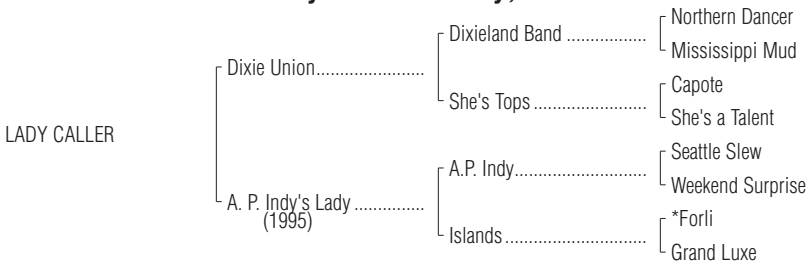 Northern Dancer
Dixieland Band ................
Mississippi Mud
Dixie Union......................
Capote
She's Tops ......................
She's a Talent
LADY CALLER
Seattle Slew
A.P. Indy..........................
Weekend Surprise
A. P. Indy's Lady ..............
(1995)
*Forli
Islands ............................
Grand Luxe